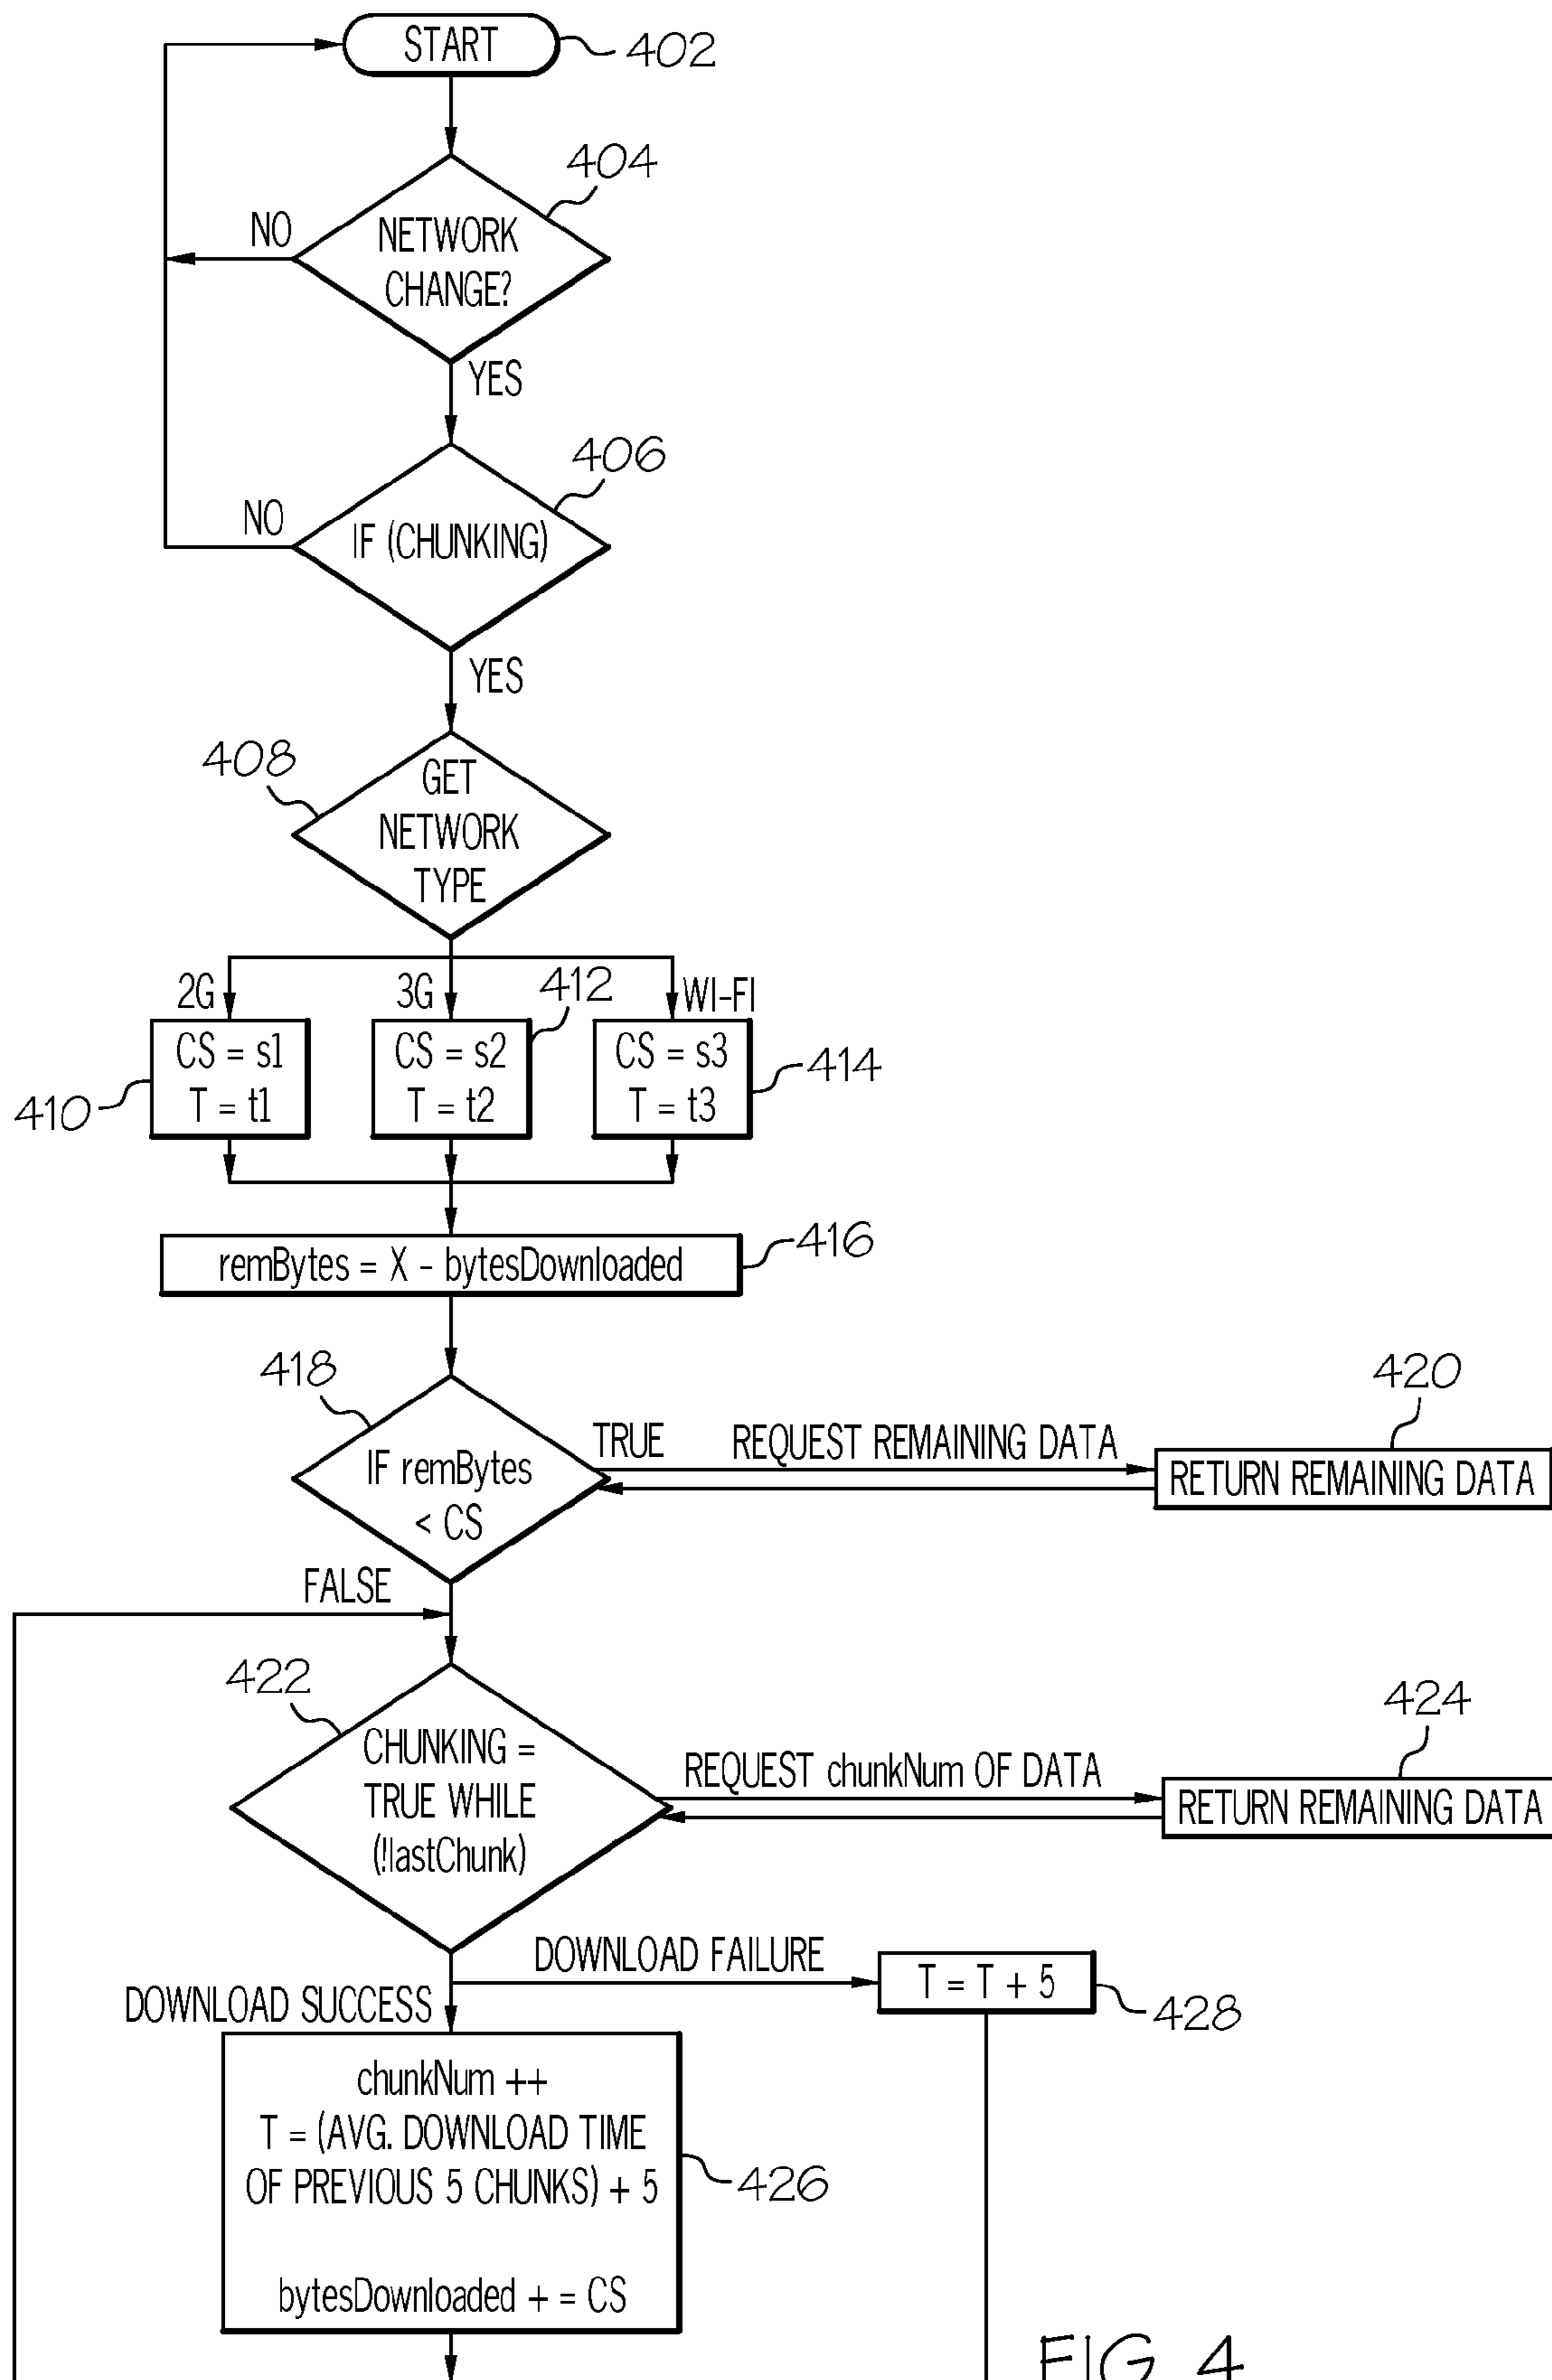 START
402
404
NO
NETWORK
CHANGE?
YES
406
NO
IF (CHUNKING)
YES
408
GET
NETWORK
TYPE
2G
3G
412
WI-FI
CS = s1
T = t1
410
CS = s2
T = t2
CS = s3
T = t3
414
remBytes = X - bytesDownloaded
416
418
IF remBytes
< CS
TRUE
REQUEST REMAINING DATA
420
RETURN REMAINING DATA
FALSE
422
CHUNKING =
TRUE WHILE
(!lastChunk)
REQUEST chunkNum OF DATA
424
RETURN REMAINING DATA
DOWNLOAD FAILURE
T = T + 5
428
DOWNLOAD SUCCESS
chunkNum ++
T = (AVG. DOWNLOAD TIME
OF PREVIOUS 5 CHUNKS) + 5
bytesDownloaded + = CS
426
FIG. 4